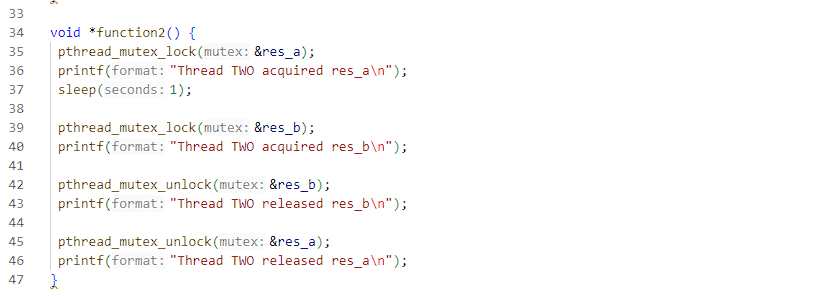 33
34 void *function2() {
35 pthread_mutex_lock(mutex: &res_a);
36 printf(format: "Thread TWO acquired res_a\n");
37 sleep(seconds: 1);
38
39 pthread_mutex_lock(mutex: &res_b);
40 printf(format: "Thread TWO acquired res_b\n");
41
42 pthread_mutex_unlock(mutex: &res_b);
43 printf(format: "Thread TWO released res_b\n");
44
45 pthread_mutex_unlock(mutex: &res_a);
46 printf(format: "Thread TWO released res_a\n");
47 }